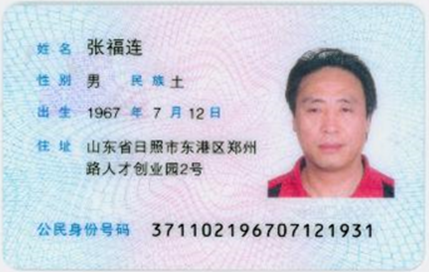 姓名 张福连
性别 男 民族 土
出生 1967 年 7 月 12 日
住址 山东省日照市东港区郑州
路人才创业园2号
公民身份号码 371102196707121931